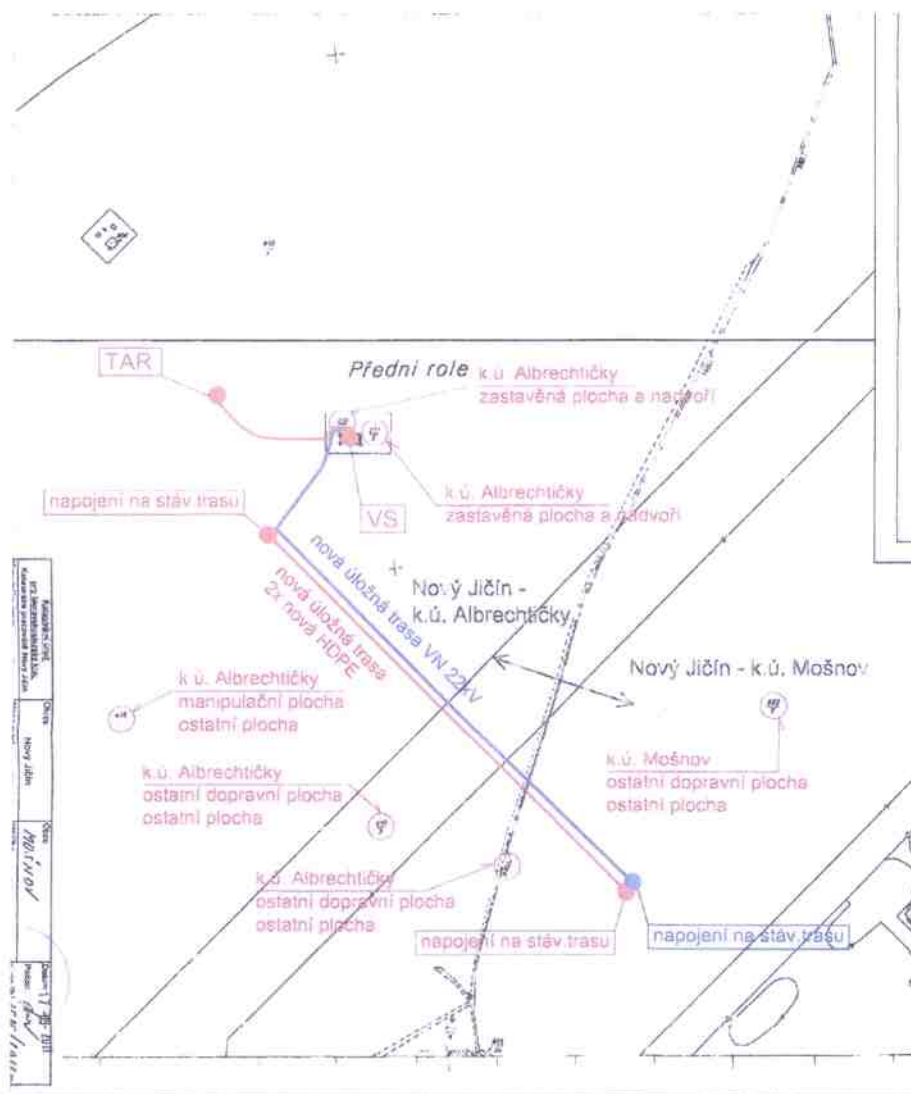 TAR
Přední role
k.ú. Albrechtičky
zastavěná plocha a nádvoří
napojení na stáv.trasu
VS
k.ú. Albrechtičky
zastavěná plocha a nádvoří
nová úložná trasa VN 22kV
nová úložná trasa
2x nová HDPE
Nový Jičín -
k.ú. Albrechtičky
Nový Jičín - k.ú. Mošnov
k.ú. Albrechtičky
manipulační plocha
ostatní plocha
k.ú. Albrechtičky
ostatní dopravní plocha
ostatní plocha
k.ú. Mošnov
ostatní dopravní plocha
ostatní plocha
k.ú. Albrechtičky
ostatní dopravní plocha
ostatní plocha
napojení na stáv.trasu
napojení na stáv.trasu
Okres
Nový Jičín
Obec
MOŠNOV